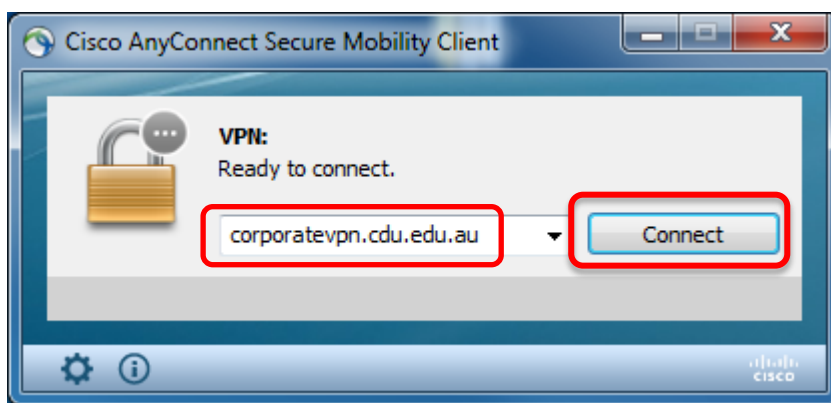 Cisco AnyConnect Secure Mobility Client
VPN:
Ready to connect.
corporatevpn.cdu.edu.au
Connect
CISCO